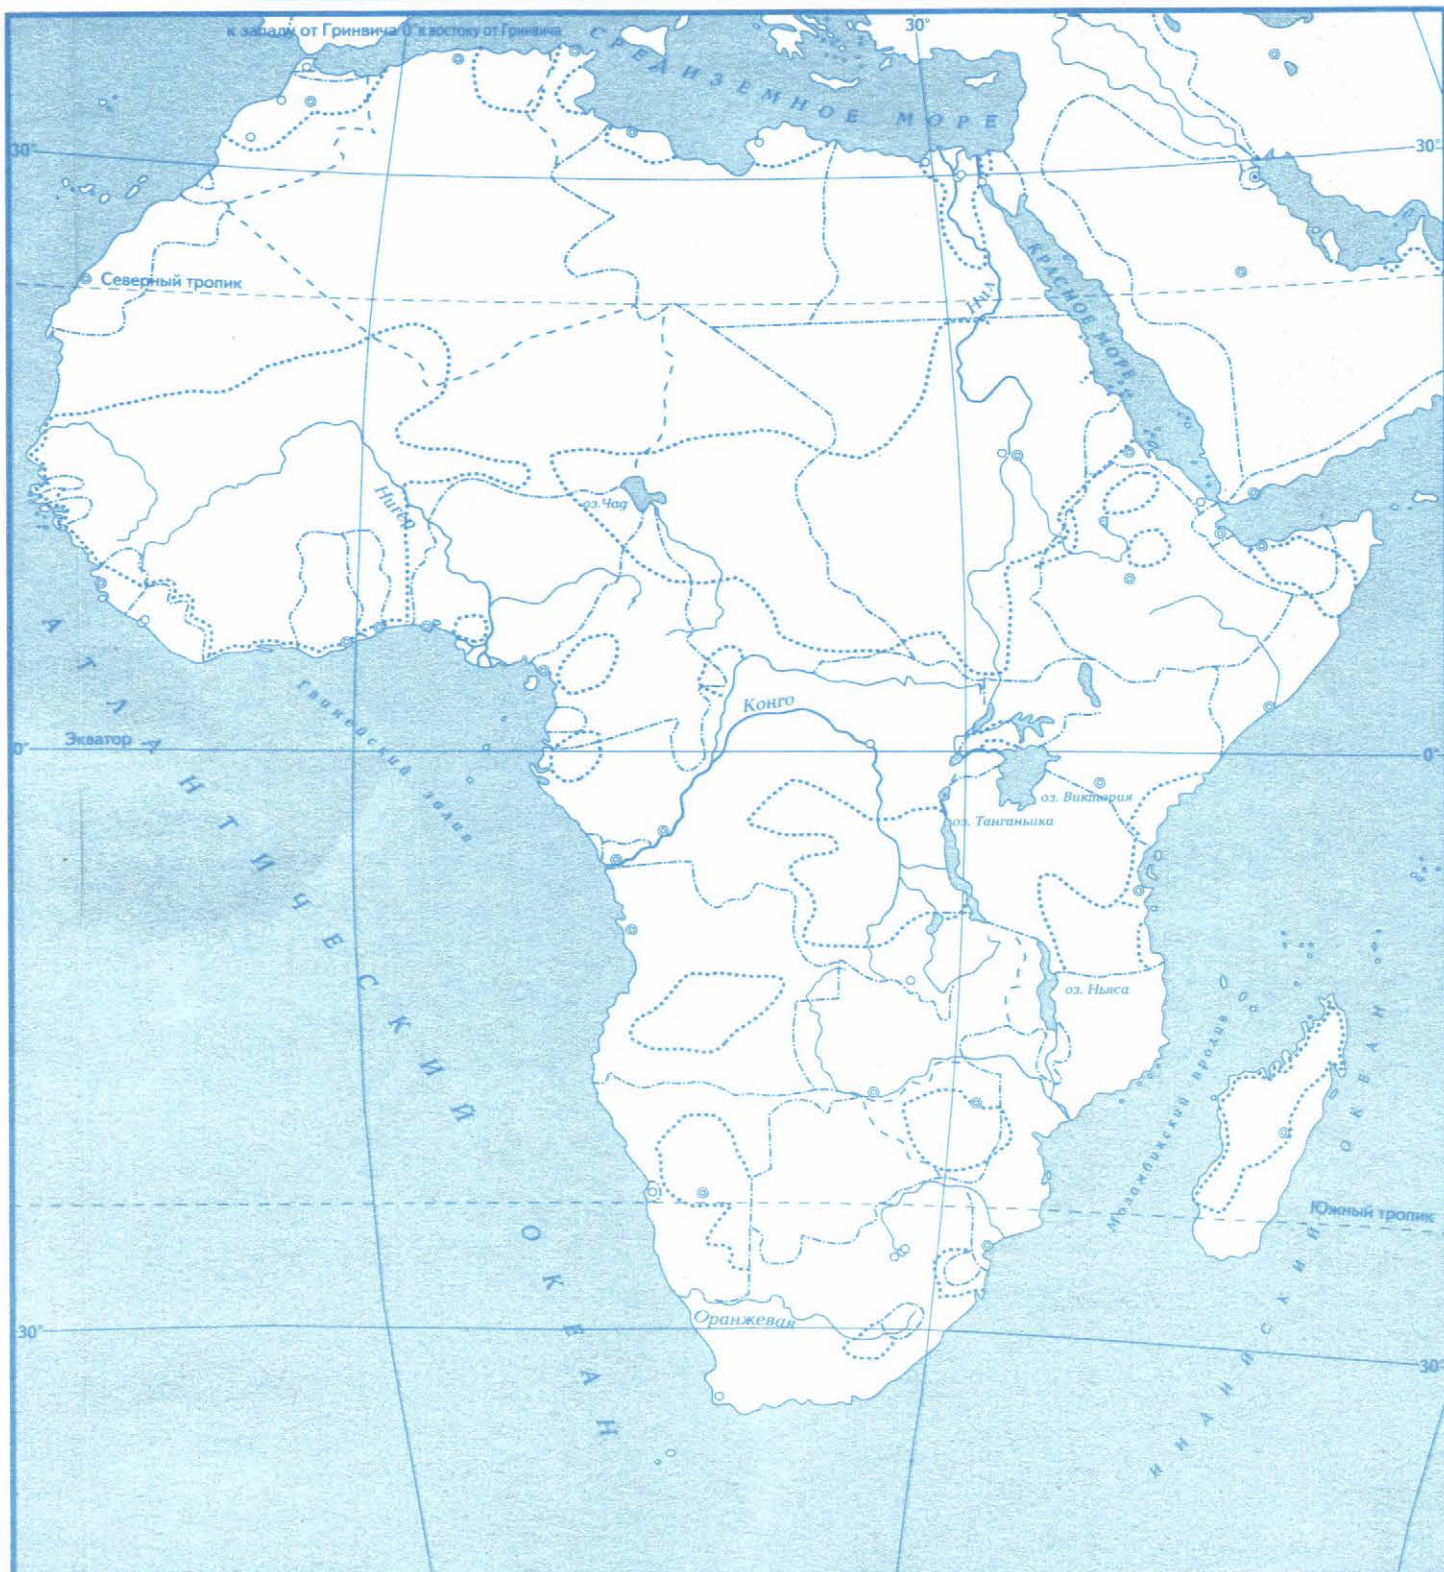 к западу от Гринвича 0° к востоку от Гринвича
30°
СРЕДИЗЕМНОЕ МОРЕ
30°
30°
Северный тропик
Нил
КРАСНОЕ МОРЕ
Нигер
оз. Чад
Гвинейский залив
Конго
0°
Экватор
0°
оз. Виктория
оз. Танганьика
оз. Ньяса
АТЛАНТИЧЕСКИЙ ОКЕАН
Мозамбикский пролив
Южный тропик
ИНДИЙСКИЙ ОКЕАН
Оранжевая
30°
30°